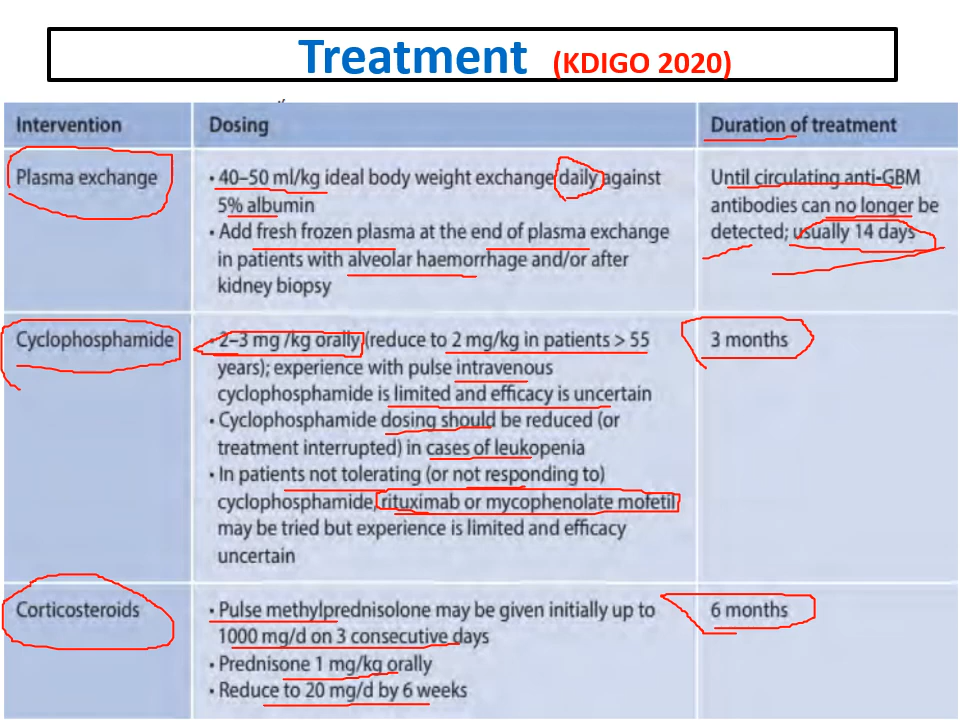 Treatment (KDIGO 2020)
Intervention
Dosing
Duration of treatment
Plasma exchange
• 40–50 ml/kg ideal body weight exchange daily against
5% albumin
• Add fresh frozen plasma at the end of plasma exchange
in patients with alveolar haemorrhage and/or after
kidney biopsy
Until circulating anti-GBM
antibodies can no longer be
detected; usually 14 days
Cyclophosphamide
• 2–3 mg /kg orally (reduce to 2 mg/kg in patients > 55
years); experience with pulse intravenous
cyclophosphamide is limited and efficacy is uncertain
• Cyclophosphamide dosing should be reduced (or
treatment interrupted) in cases of leukopenia
• In patients not tolerating (or not responding to)
cyclophosphamide, rituximab or mycophenolate mofetil
may be tried but experience is limited and efficacy
uncertain
3 months
Corticosteroids
• Pulse methylprednisolone may be given initially up to
1000 mg/d on 3 consecutive days
• Prednisone 1 mg/kg orally
• Reduce to 20 mg/d by 6 weeks
6 months